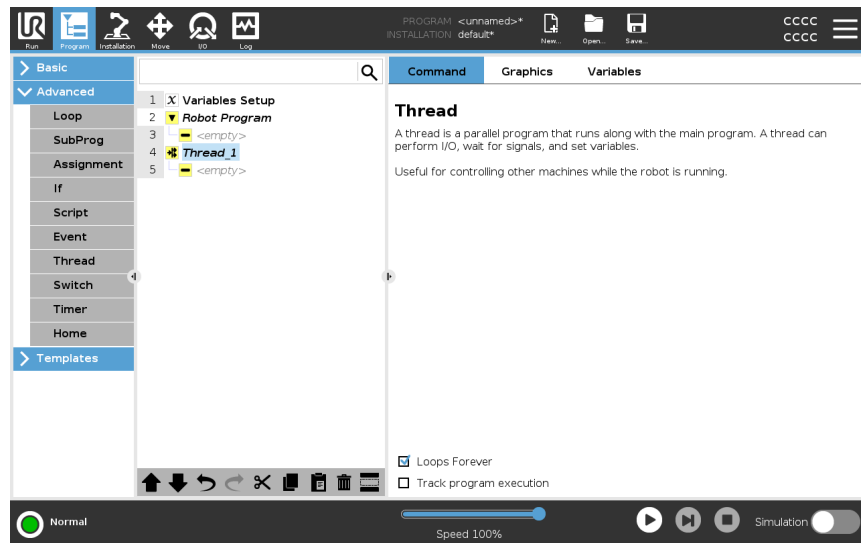 PROGRAM <unnamed>*
INSTALLATION default*
CCCC
CCCC
Run Program Installation Move I/O Log New... Open... Save...
Basic
Advanced
Loop
SubProg
Assignment
If
Script
Event
Thread
Switch
Timer
Home
Templates
1 X Variables Setup
2 Robot Program
3 <empty>
4 Thread_1
5 <empty>
Command Graphics Variables
Thread
A thread is a parallel program that runs along with the main program. A thread can
perform I/O, wait for signals, and set variables.
Useful for controlling other machines while the robot is running.
Loops Forever
Track program execution
Normal
Speed 100%
Simulation